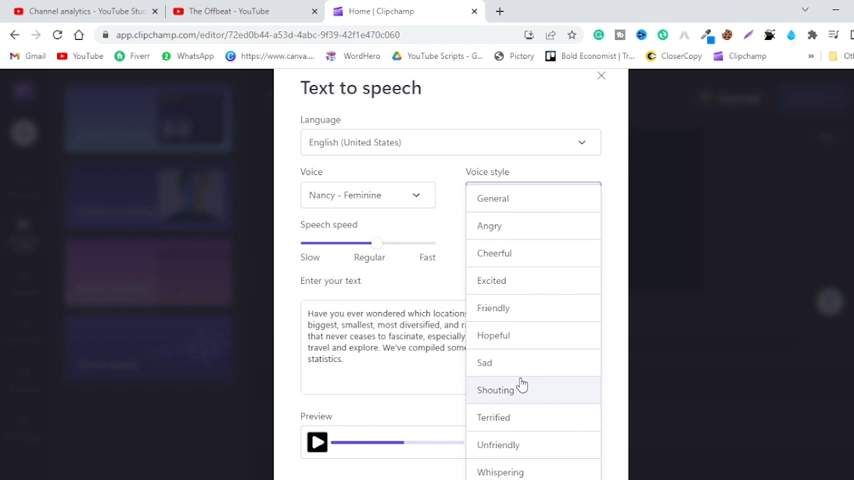 Channel analytics - YouTube Stu
The Offbeat - YouTube
Home | Clipchamp
app.clipchamp.com/editor/72ed0b44-a53d-4abc-9f39-42f1e470c060
Gmail
YouTube
Fiverr
WhatsApp
https://www.canva....
WordHero
YouTube Scripts - G...
Pictory
Bold Economist | Tr...
CloserCopy
Clipchamp
»
Ot
Text to speech
Language
English (United States)
Voice
Voice style
Nancy - Feminine
General
Speech speed
Angry
Cheerful
Slow
Regular
Fast
Enter your text
Excited
Have you ever wondered which location
Friendly
biggest, smallest, most diversified, and r
that never ceases to fascinate, especially
Hopeful
travel and explore. We've compiled som
statistics.
Sad
Shouting
Preview
Terrified
Unfriendly
Whispering